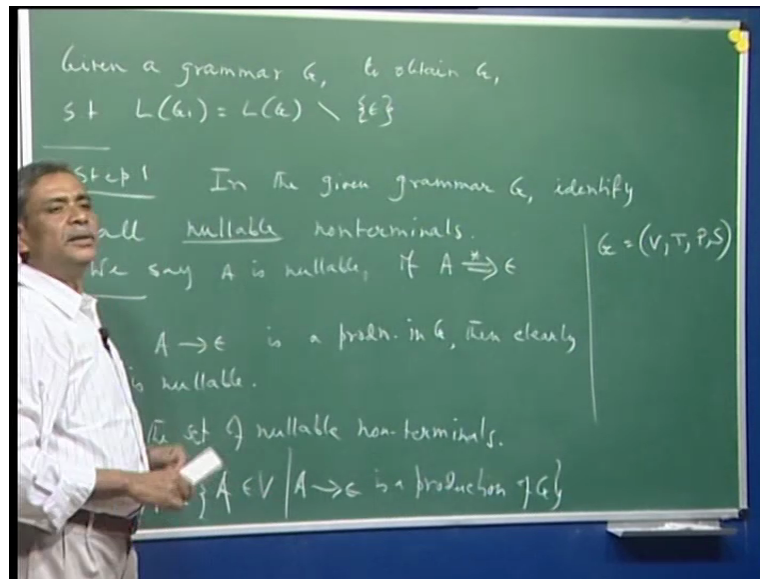 Given a grammar G, to obtain G,
st L(G1) = L(G) \ {ϵ}
Step 1 In the given grammar G, identify
all nullable nonterminals.
We say A is nullable, if A ⇒* ϵ
A → ϵ is a prodn. in G, then clearly
is nullable.
the set of nullable non-terminals.
{ A ϵ V | A → ϵ is a production of G}
G = (V, T, P, S)